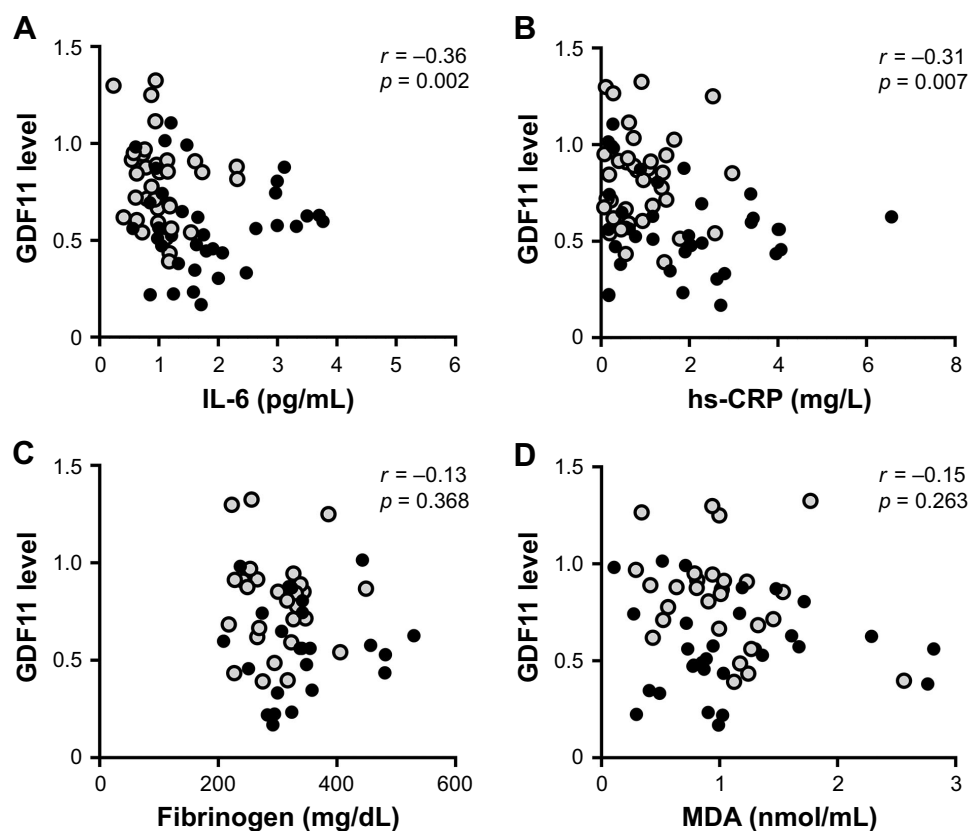 A
r = –0.36
p = 0.002
1.5
1.0
0.5
0
GDF11 level
0 1 2 3 4 5 6
IL-6 (pg/mL)
B
r = –0.31
p = 0.007
1.5
1.0
0.5
0
GDF11 level
0 2 4 6 8
hs-CRP (mg/L)
C
r = –0.13
p = 0.368
1.5
1.0
0.5
0
GDF11 level
0 200 400 600
Fibrinogen (mg/dL)
D
r = –0.15
p = 0.263
1.5
1.0
0.5
0
GDF11 level
0 1 2 3
MDA (nmol/mL)